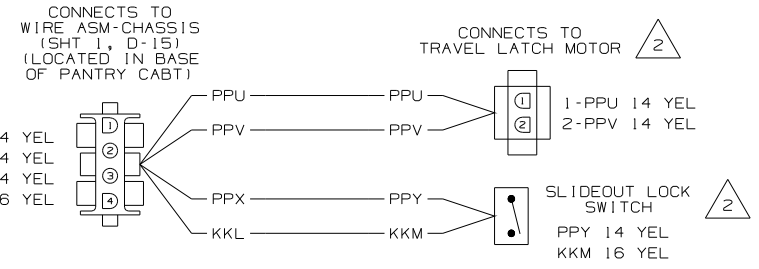 CONNECTS TO
WIRE ASM-CHASSIS
(SHT 1, D-15)
(LOCATED IN BASE
OF PANTRY CABT)
4 YEL
4 YEL
4 YEL
6 YEL
1
2
3
4
PPU
PPU
PPV
PPV
PPX
PPY
KKL
KKM
CONNECTS TO
TRAVEL LATCH MOTOR
2
1
2
1-PPU 14 YEL
2-PPV 14 YEL
SLIDEOUT LOCK
SWITCH
2
PPY 14 YEL
KKM 16 YEL